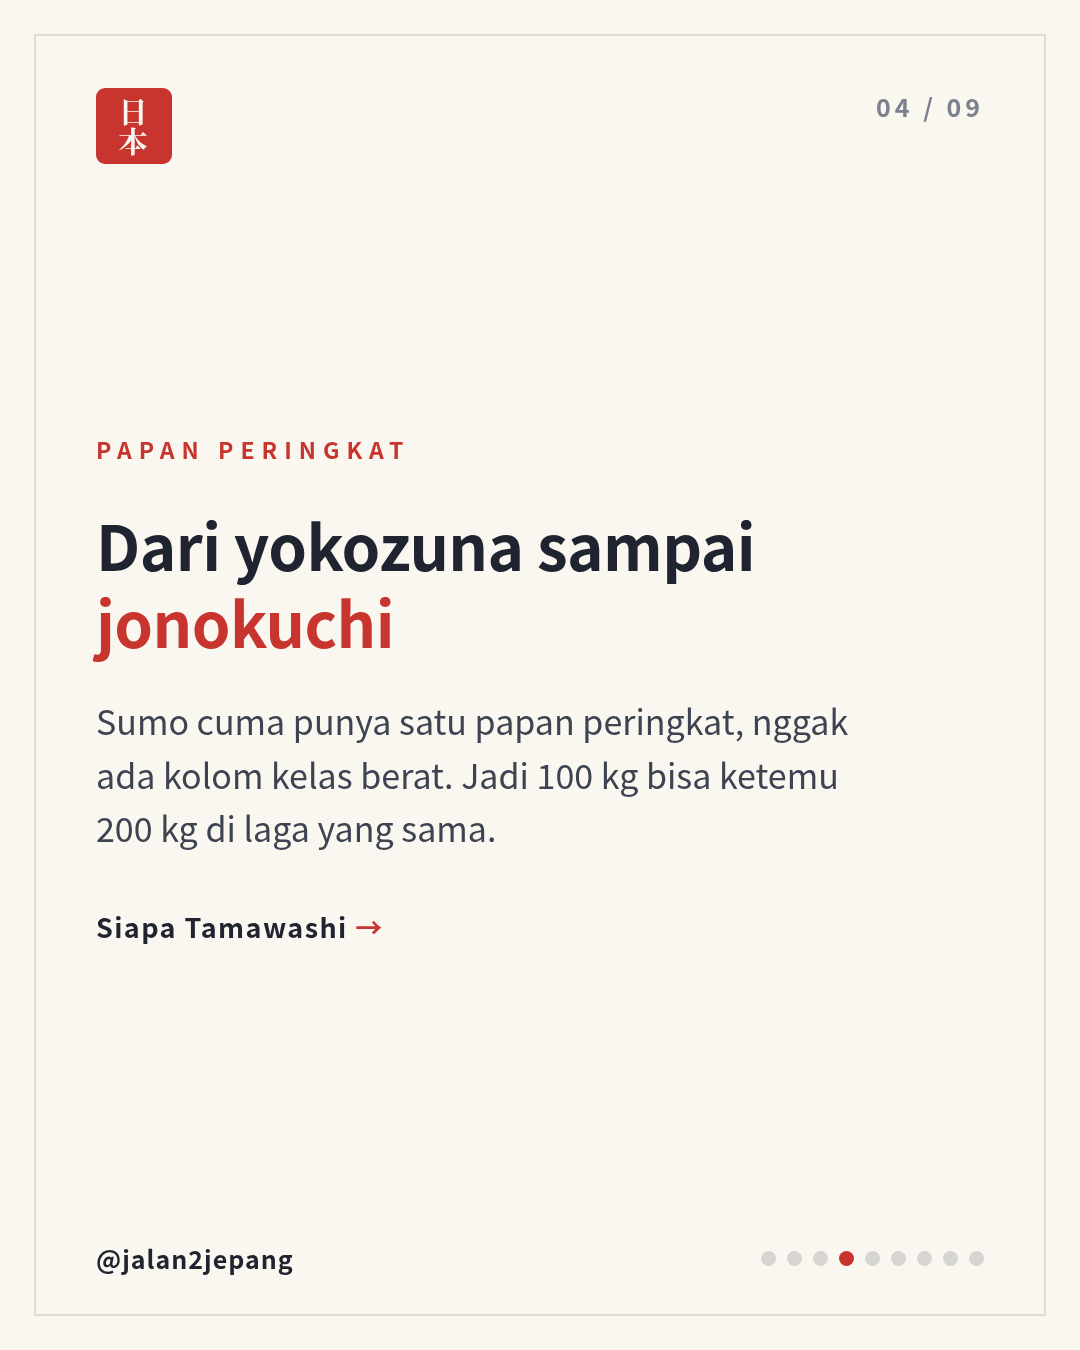 日本
04 / 09
PAPAN PERINGKAT
Dari yokozuna sampai
jonokuchi
Sumo cuma punya satu papan peringkat, nggak
ada kolom kelas berat. Jadi 100 kg bisa ketemu
200 kg di laga yang sama.
Siapa Tamawashi →
@jalan2jepang